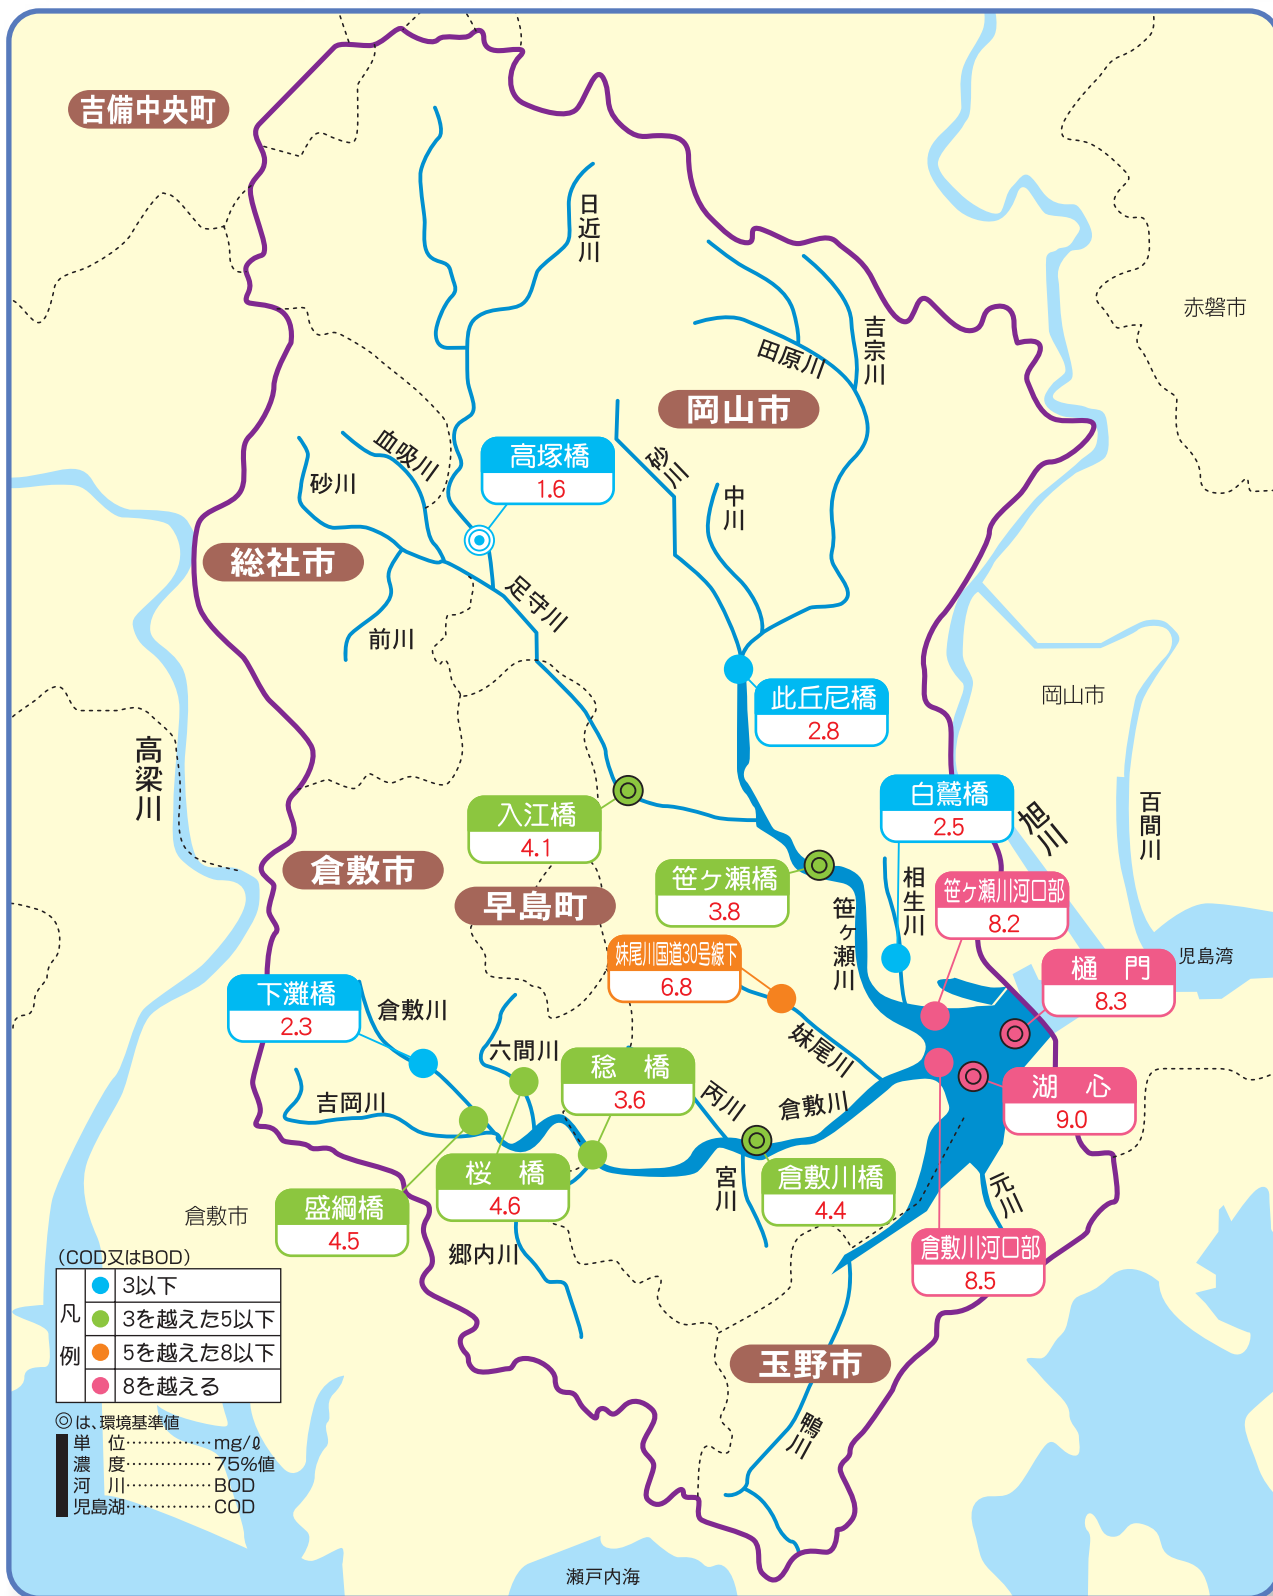 吉備中央町
日近川
赤磐市
吉宗川
田原川
岡山市
血吸川
砂川
高塚橋
1.6
砂川
中川
総社市
足守川
前川
此丘尼橋
2.8
岡山市
高梁川
入江橋
4.1
白鷺橋
2.5
旭川
百間川
倉敷市
早島町
笹ヶ瀬橋
3.8
笹ヶ瀬川
相生川
笹ヶ瀬川河口部
8.2
妹尾川国道30号線下
6.8
樋　門
8.3
児島湾
下灘橋
2.3
倉敷川
六間川
稔　橋
3.6
妹尾川
丙川
倉敷川
湖　心
9.0
吉岡川
桜　橋
4.6
宮川
倉敷川橋
4.4
元川
盛綱橋
4.5
倉敷市
郷内川
倉敷川河口部
8.5
（COD又はBOD）
凡例
3以下
3を越えた5以下
5を越えた8以下
8を越える
玉野市
鴨川
◎は、環境基準値
単　位……………mg/ℓ
濃　度……………75%値
河　川……………BOD
児島湖……………COD
瀬戸内海